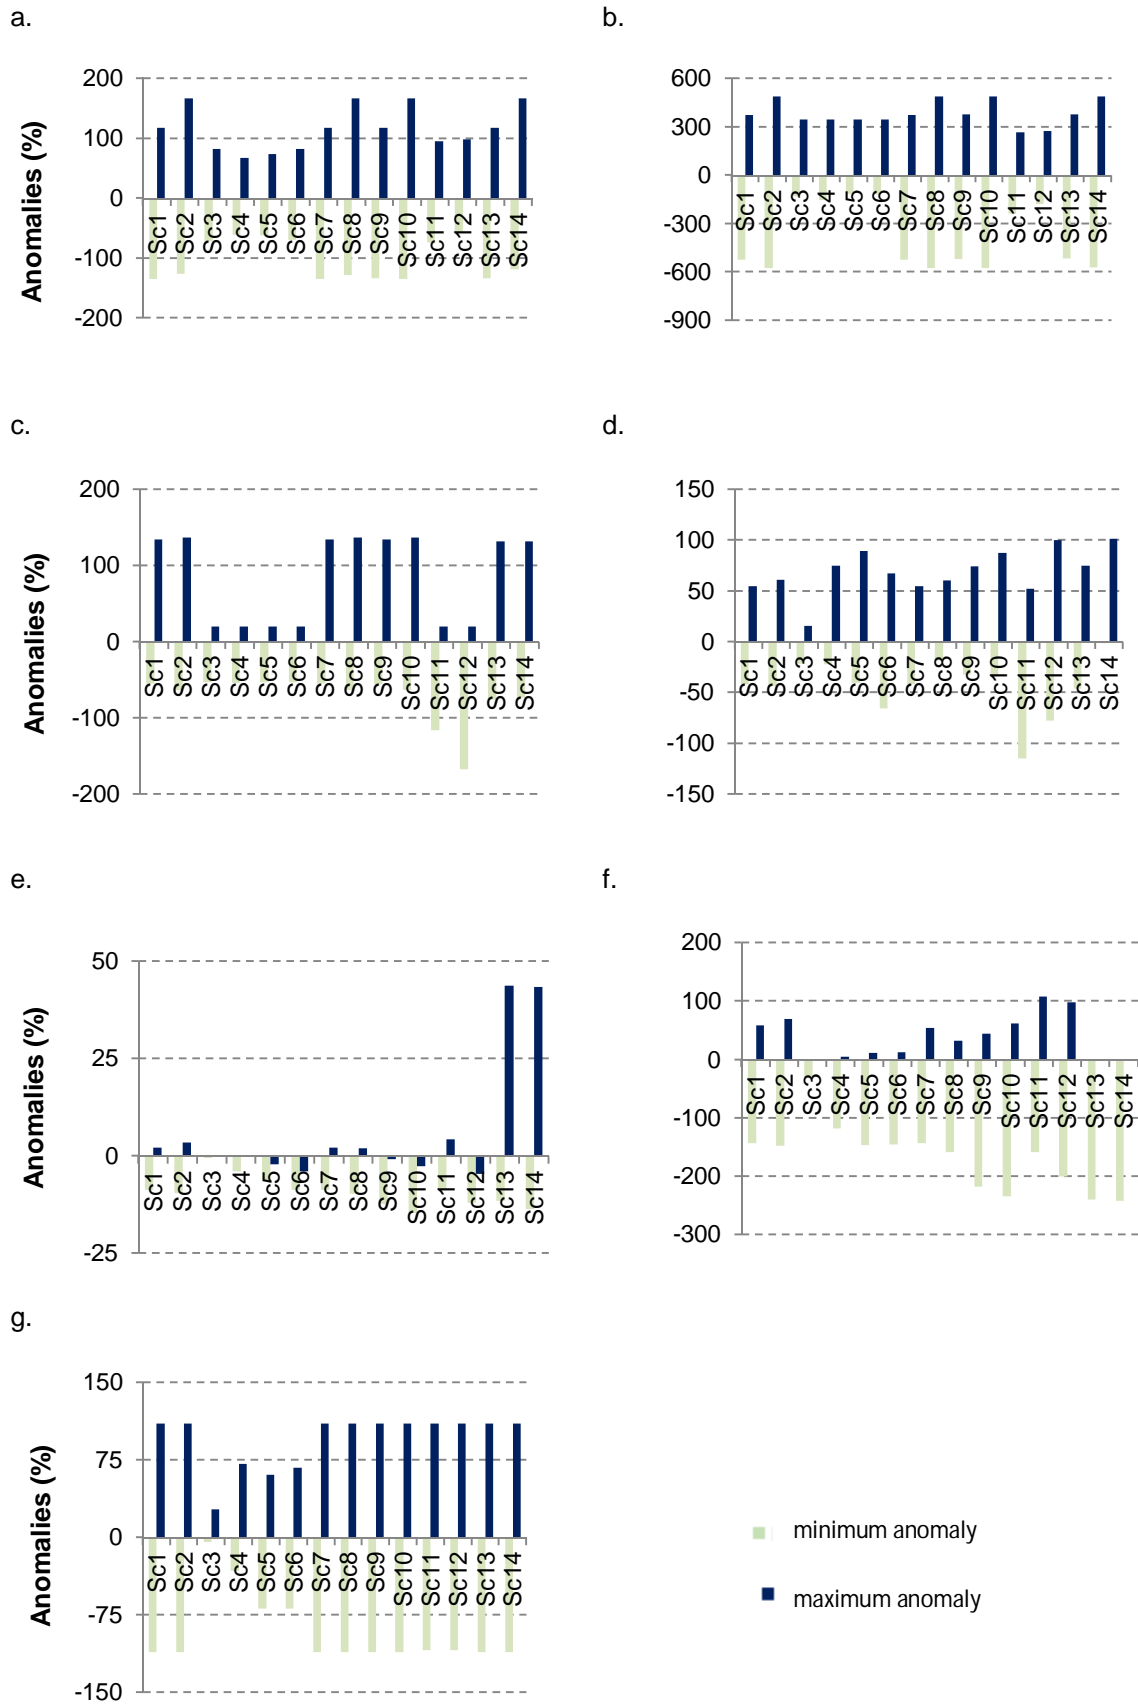 a.
b.
200
100
0
-100
-200
Anomalies (%)
Sc1 Sc2 Sc3 Sc4 Sc5 Sc6 Sc7 Sc8 Sc9 Sc10 Sc11 Sc12 Sc13 Sc14
600
300
0
-300
-600
-900
Sc1 Sc2 Sc3 Sc4 Sc5 Sc6 Sc7 Sc8 Sc9 Sc10 Sc11 Sc12 Sc13 Sc14
c.
d.
200
100
0
-100
-200
Anomalies (%)
Sc1 Sc2 Sc3 Sc4 Sc5 Sc6 Sc7 Sc8 Sc9 Sc10 Sc11 Sc12 Sc13 Sc14
150
100
50
0
-50
-100
-150
Sc1 Sc2 Sc3 Sc4 Sc5 Sc6 Sc7 Sc8 Sc9 Sc10 Sc11 Sc12 Sc13 Sc14
e.
f.
50
25
0
-25
Anomalies (%)
Sc1 Sc2 Sc3 Sc4 Sc5 Sc6 Sc7 Sc8 Sc9 Sc10 Sc11 Sc12 Sc13 Sc14
200
100
0
-100
-200
-300
Sc1 Sc2 Sc3 Sc4 Sc5 Sc6 Sc7 Sc8 Sc9 Sc10 Sc11 Sc12 Sc13 Sc14
g.
150
75
0
-75
-150
Anomalies (%)
Sc1 Sc2 Sc3 Sc4 Sc5 Sc6 Sc7 Sc8 Sc9 Sc10 Sc11 Sc12 Sc13 Sc14
minimum anomaly
maximum anomaly